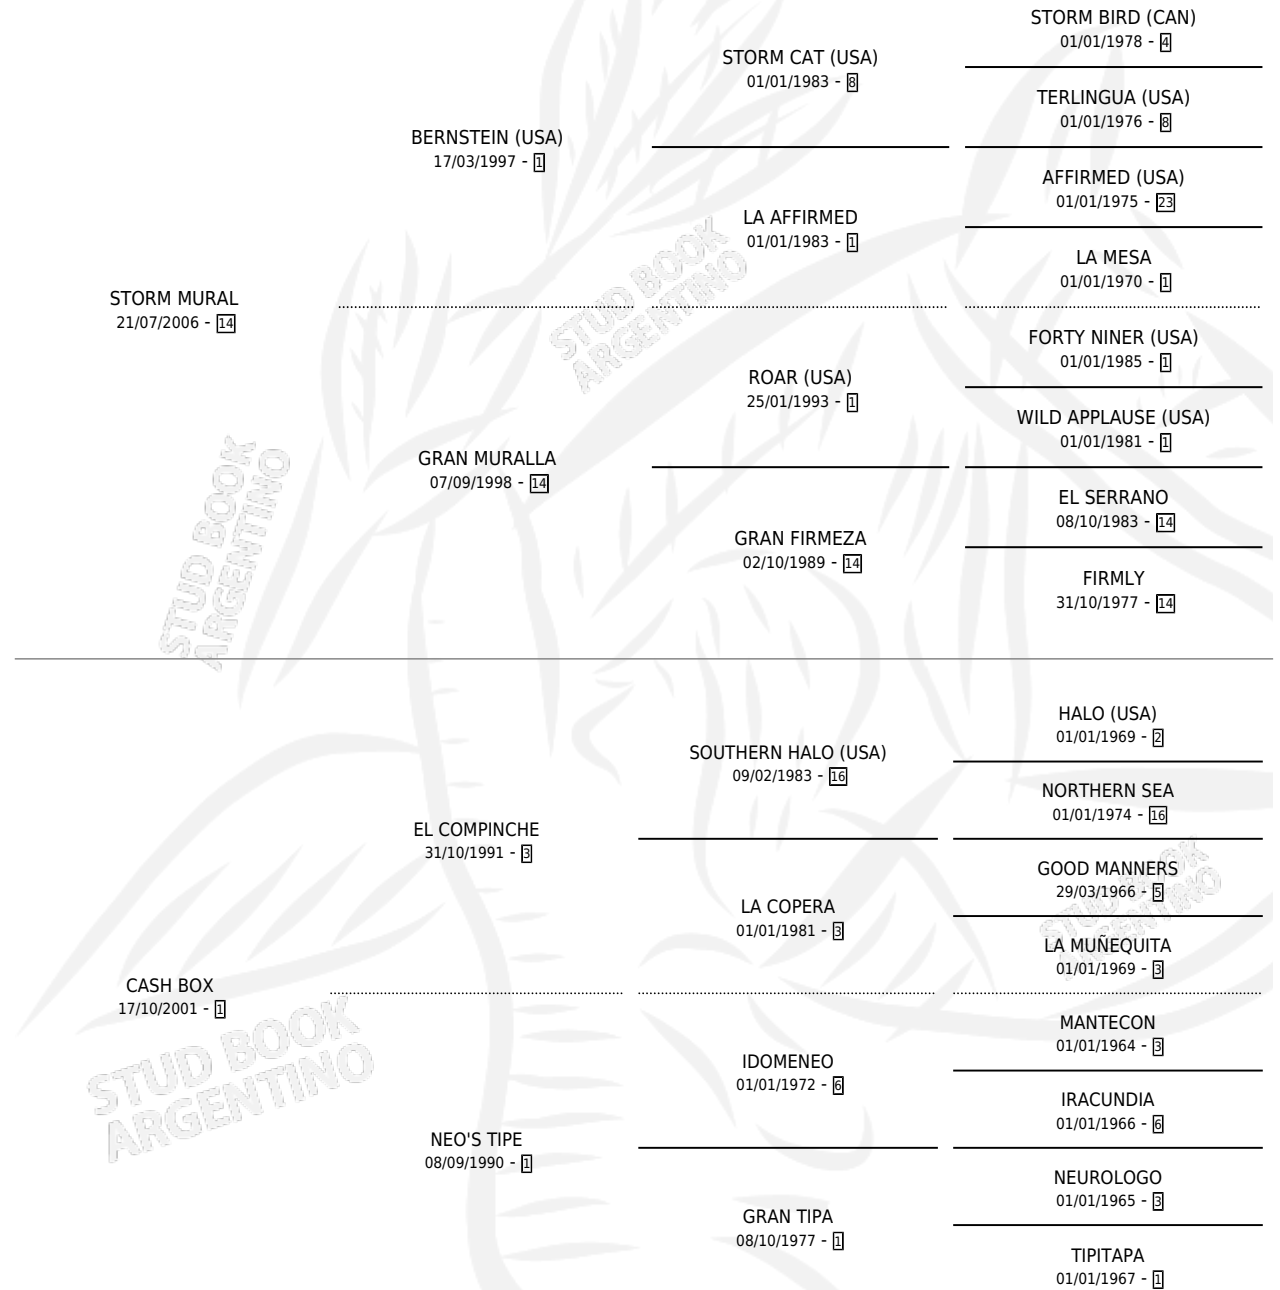 STORM BIRD (CAN)
01/01/1978 - 4
STORM CAT (USA)
01/01/1983 - 8
TERLINGUA (USA)
01/01/1976 - 8
BERNSTEIN (USA)
17/03/1997 - 1
AFFIRMED (USA)
01/01/1975 - 23
LA AFFIRMED
01/01/1983 - 1
LA MESA
01/01/1970 - 1
STORM MURAL
21/07/2006 - 14
FORTY NINER (USA)
01/01/1985 - 1
ROAR (USA)
25/01/1993 - 1
WILD APPLAUSE (USA)
01/01/1981 - 1
GRAN MURALLA
07/09/1998 - 14
EL SERRANO
08/10/1983 - 14
GRAN FIRMEZA
02/10/1989 - 14
FIRMLY
31/10/1977 - 14
HALO (USA)
01/01/1969 - 2
SOUTHERN HALO (USA)
09/02/1983 - 16
NORTHERN SEA
01/01/1974 - 16
EL COMPINCHE
31/10/1991 - 3
GOOD MANNERS
29/03/1966 - 5
LA COPERA
01/01/1981 - 3
LA MUÑEQUITA
01/01/1969 - 3
CASH BOX
17/10/2001 - 1
MANTECON
01/01/1964 - 3
IDOMENEO
01/01/1972 - 6
IRACUNDIA
01/01/1966 - 6
NEO'S TIPE
08/09/1990 - 1
NEUROLOGO
01/01/1965 - 3
GRAN TIPA
08/10/1977 - 1
TIPITAPA
01/01/1967 - 1
STUD BOOK
ARGENTINO
STUD BOOK
ARGENTINO
STUD BOOK
ARGENTINO
STUD BOOK
ARGENTINO